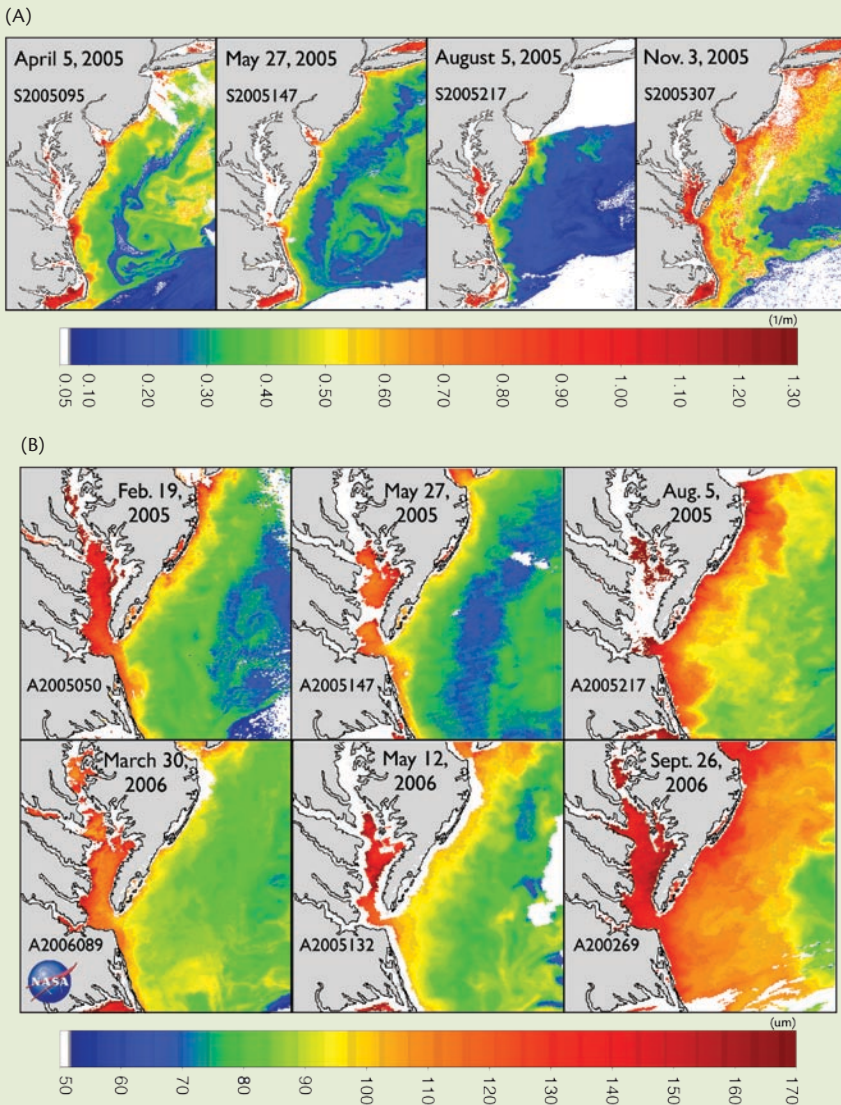 (A)
April 5, 2005
S2005095
May 27, 2005
S2005147
August 5, 2005
S2005217
Nov. 3, 2005
S2005307
(1/m)
0.05
0.10
0.20
0.30
0.40
0.50
0.60
0.70
0.80
0.90
1.00
1.10
1.20
1.30
(B)
Feb. 19,
2005
A2005050
May 27,
2005
A2005147
Aug. 5,
2005
A2005217
March 30,
2006
A2006089
NASA
May 12,
2006
A2005132
Sept. 26,
2006
A200269
(um)
50
60
70
80
90
100
110
120
130
140
150
160
170